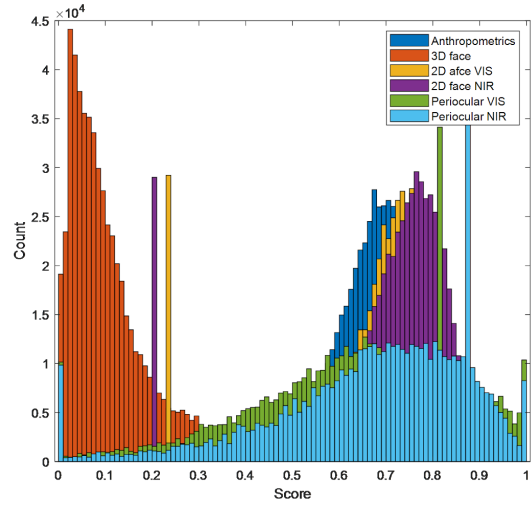 ×10⁴
4.5
4
3.5
3
2.5
2
1.5
1
0.5
0
Count
0 0.1 0.2 0.3 0.4 0.5 0.6 0.7 0.8 0.9 1
Score
Anthropometrics
3D face
2D afce VIS
2D face NIR
Periocular VIS
Periocular NIR